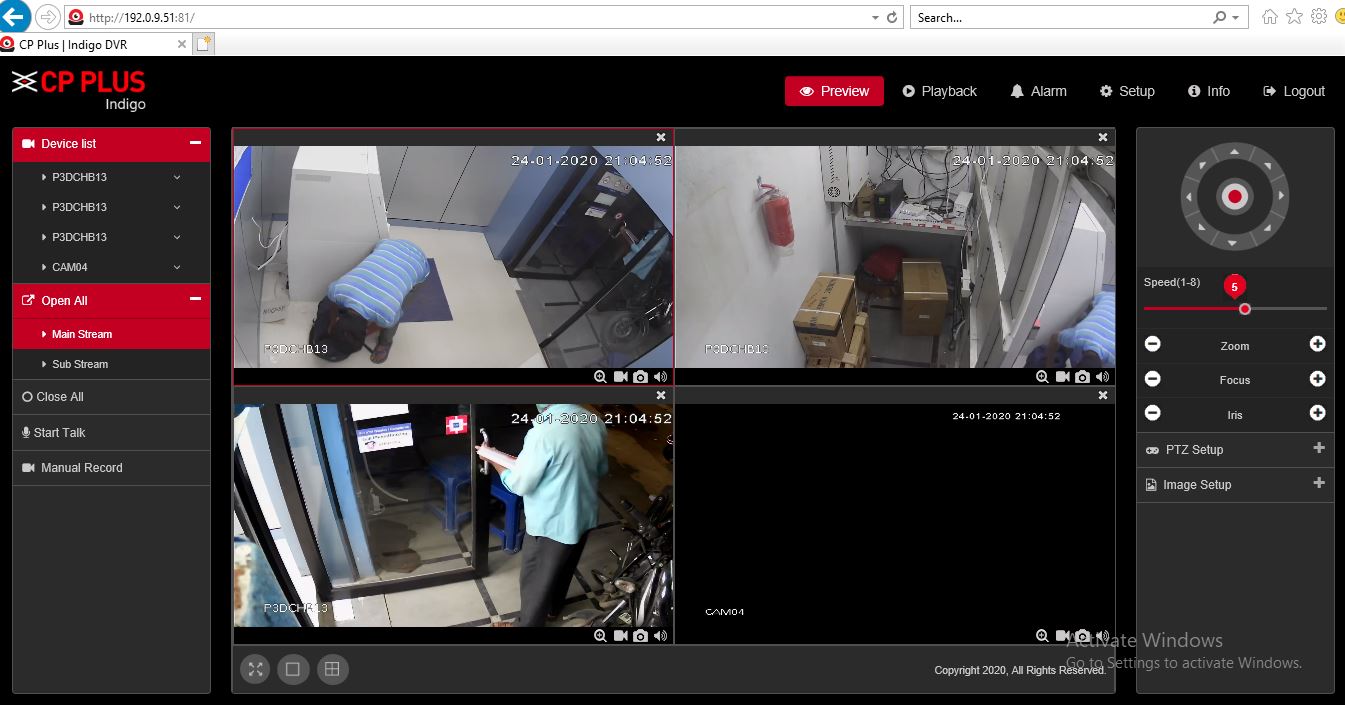 http://192.0.9.51:81/
Search...
CP Plus | Indigo DVR
CP PLUS
Indigo
Preview
Playback
Alarm
Setup
Info
Logout
Device list
P3DCHB13
P3DCHB13
P3DCHB13
CAM04
Open All
Main Stream
Sub Stream
Close All
Start Talk
Manual Record
24-01-2020 21:04:52
P3DCHB13
24-01-2020 21:04:52
P3DCHB13
24-01-2020 21:04:52
P3DCHB13
24-01-2020 21:04:52
CAM04
Speed(1-8)
5
Zoom
Focus
Iris
PTZ Setup
Image Setup
Copyright 2020, All Rights Reserved.
Activate Windows
Go to Settings to activate Windows.